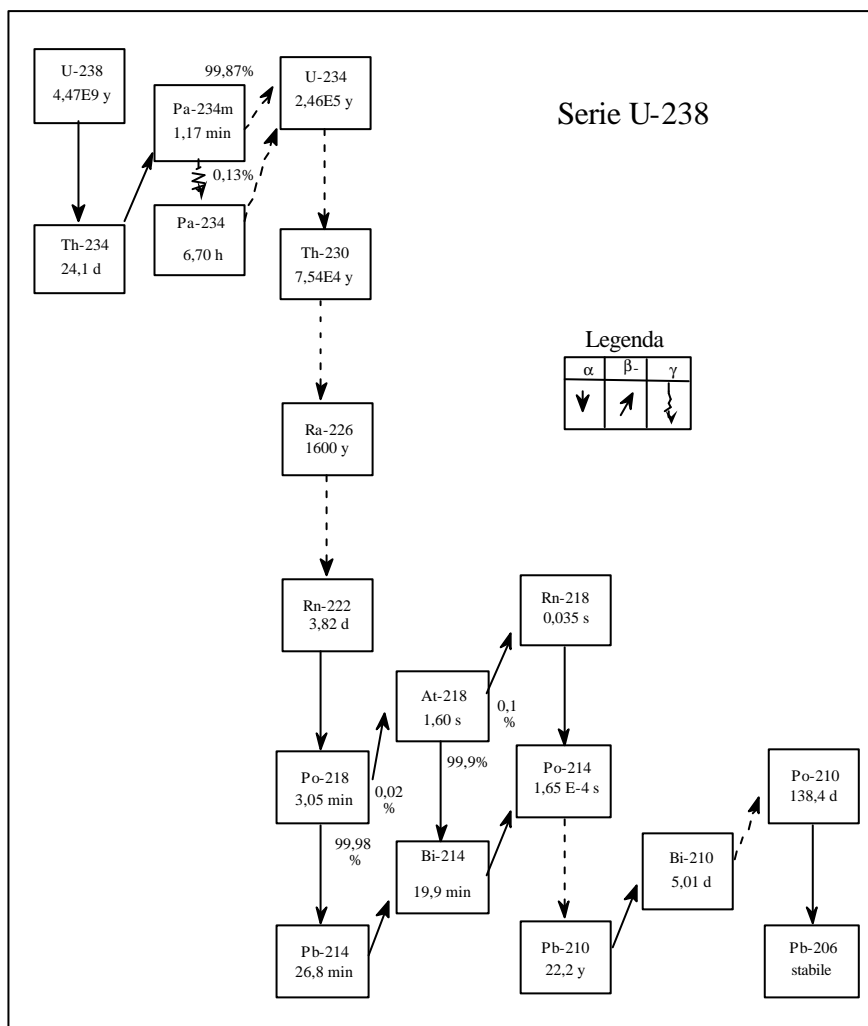 Serie U-238
U-238
4,47E9 y
Pa-234m
1,17 min
99,87%
U-234
2,46E5 y
0,13%
Th-234
24,1 d
Pa-234
6,70 h
Th-230
7,54E4 y
Legenda
α β- γ
Ra-226
1600 y
Rn-222
3,82 d
Rn-218
0,035 s
At-218
1,60 s
0,1
%
Po-218
3,05 min
0,02
%
99,9%
Po-214
1,65 E-4 s
Po-210
138,4 d
99,98
%
Bi-214
19,9 min
Bi-210
5,01 d
Pb-214
26,8 min
Pb-210
22,2 y
Pb-206
stabile